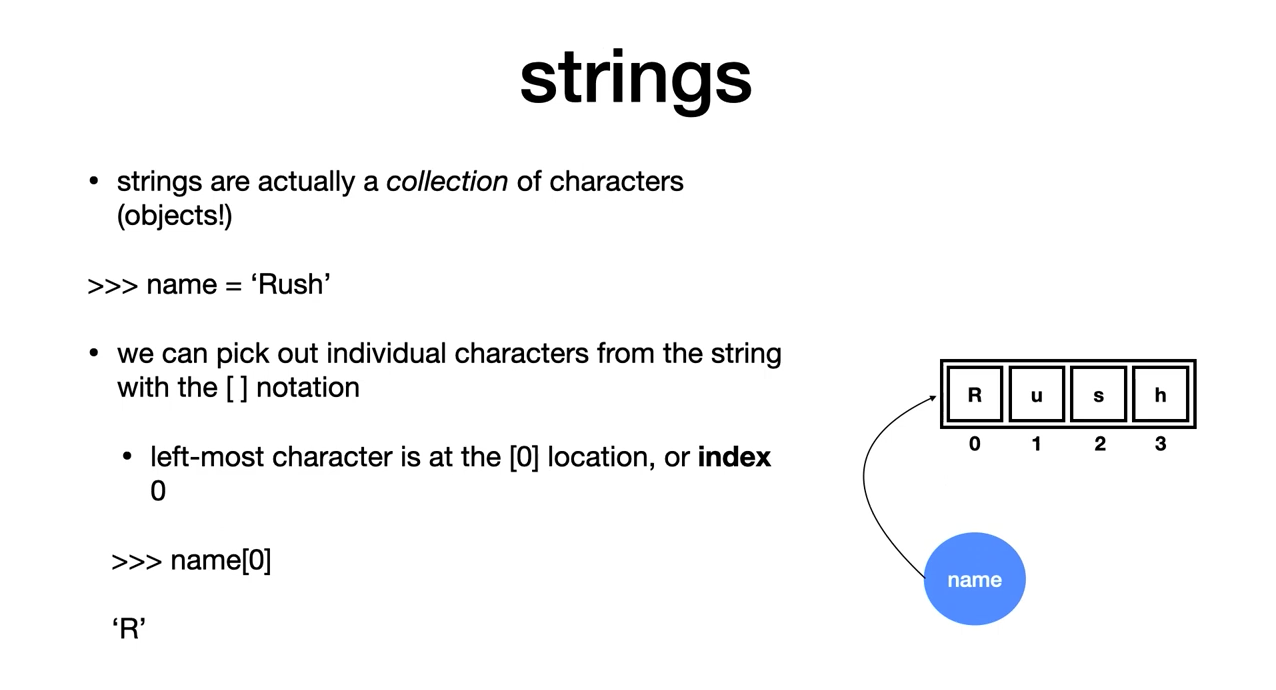 strings
• strings are actually a collection of characters
(objects!)
>>> name = ‘Rush’
• we can pick out individual characters from the string
with the [ ] notation
• left-most character is at the [0] location, or index
0
>>> name[0]
‘R’
R u s h
0 1 2 3
name